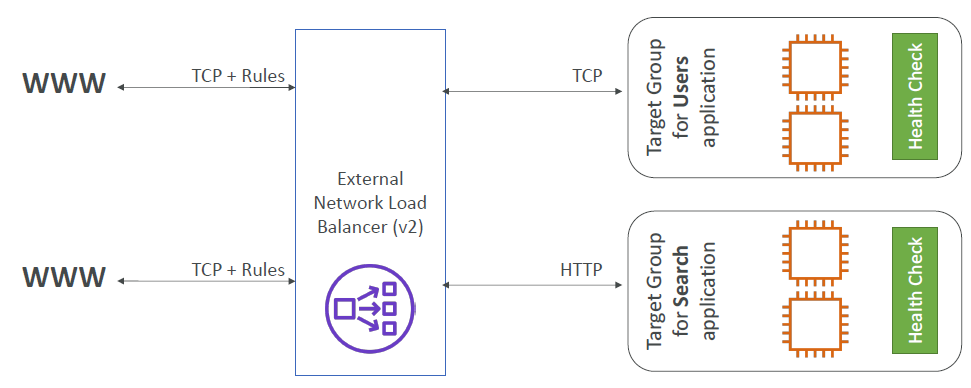 WWW
TCP + Rules
TCP
Target Group
for Users
application
Health Check
External
Network Load
Balancer (v2)
WWW
TCP + Rules
HTTP
Target Group
for Search
application
Health Check